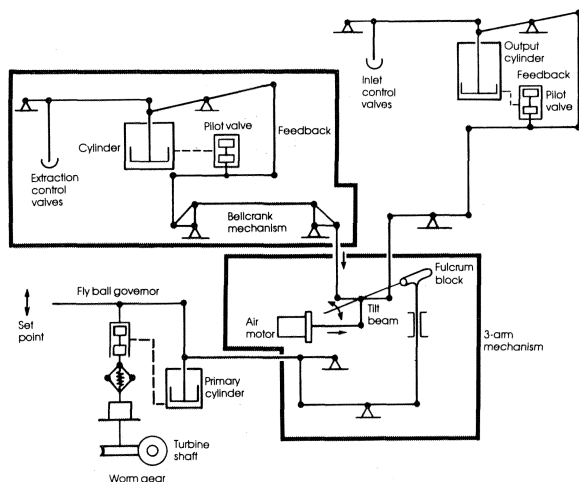 Output
cylinder
Feedback
Pilot
valve
Inlet
control
valves
Pilot valve
Feedback
Cylinder
Extraction
control
valves
Bellcrank
mechanism
Fulcrum
block
Fly ball governor
Set
point
Air
motor
Tilt
beam
3-arm
mechanism
Primary
cylinder
Turbine
shaft
Worm gear